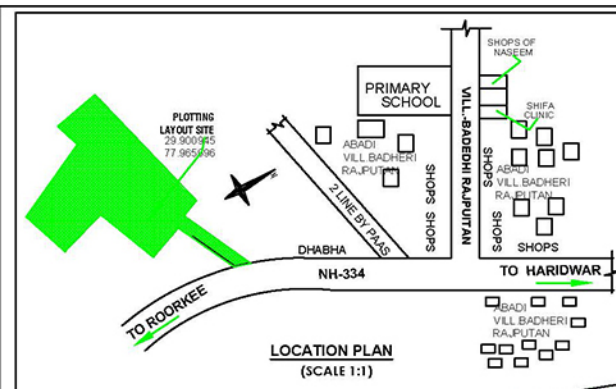 SHOPS OF
NASEEM
PRIMARY
SCHOOL
SHIFA
CLINIC
PLOTTING
LAYOUT SITE
29.900945
77.965696
ABADI
VILL.BADHERI
RAJPUTAN
VILL.-BADEDHI RAJPUTAN
SHOPS
SHOPS
SHOPS
ABADI
VILL.BADHERI
RAJPUTAN
2 LINE BY PAAS
N
DHABHA
SHOPS
NH-334
TO HARIDWAR
TO ROORKEE
ABADI
VILL.BADHERI
RAJPUTAN
LOCATION PLAN
(SCALE 1:1)